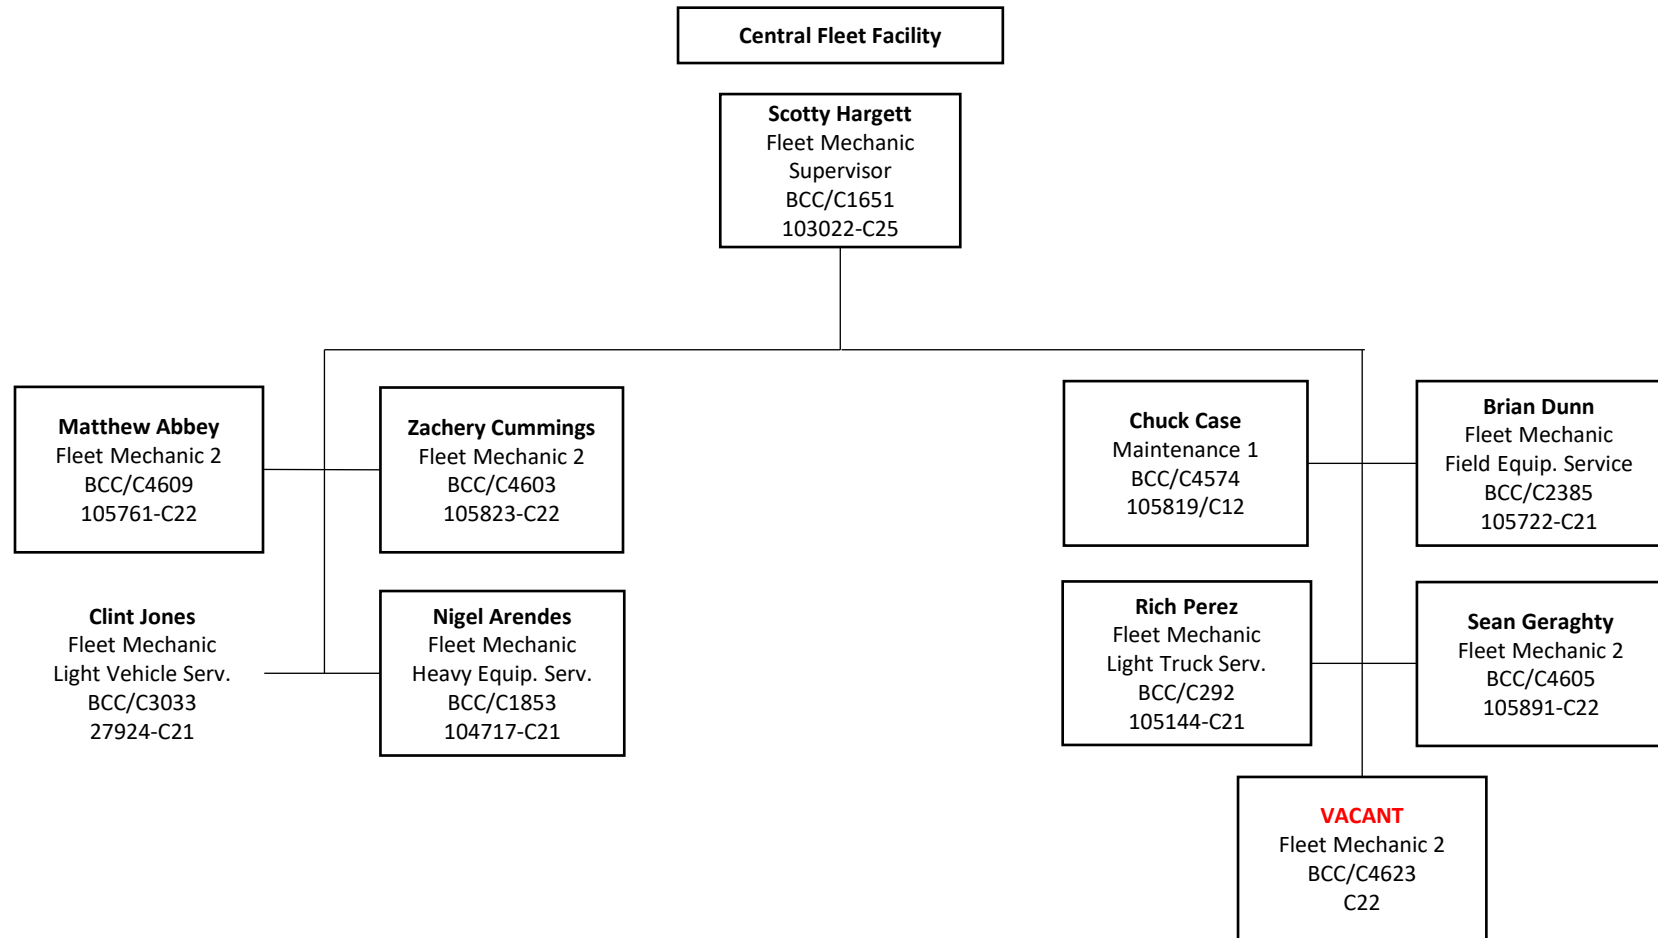 Central Fleet Facility
Scotty Hargett
Fleet Mechanic
Supervisor
BCC/C1651
103022-C25
Matthew Abbey
Fleet Mechanic 2
BCC/C4609
105761-C22
Zachery Cummings
Fleet Mechanic 2
BCC/C4603
105823-C22
Chuck Case
Maintenance 1
BCC/C4574
105819/C12
Brian Dunn
Fleet Mechanic
Field Equip. Service
BCC/C2385
105722-C21
Clint Jones
Fleet Mechanic
Light Vehicle Serv.
BCC/C3033
27924-C21
Nigel Arendes
Fleet Mechanic
Heavy Equip. Serv.
BCC/C1853
104717-C21
Rich Perez
Fleet Mechanic
Light Truck Serv.
BCC/C292
105144-C21
Sean Geraghty
Fleet Mechanic 2
BCC/C4605
105891-C22
VACANT
Fleet Mechanic 2
BCC/C4623
C22